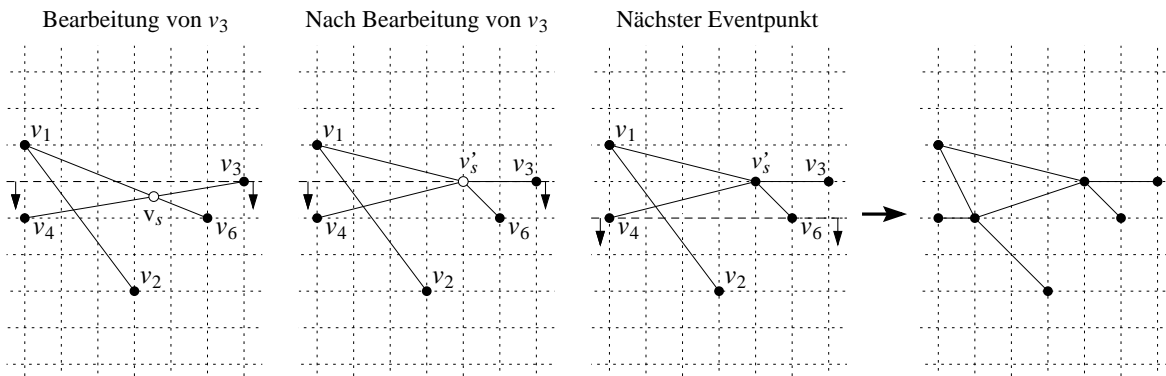 Bearbeitung von v3
Nach Bearbeitung von v3
Nächster Eventpunkt
v1
v3
vs
v4
v6
v2
v1
v's
v3
v4
v6
v2
v1
v's
v3
v4
v6
v2